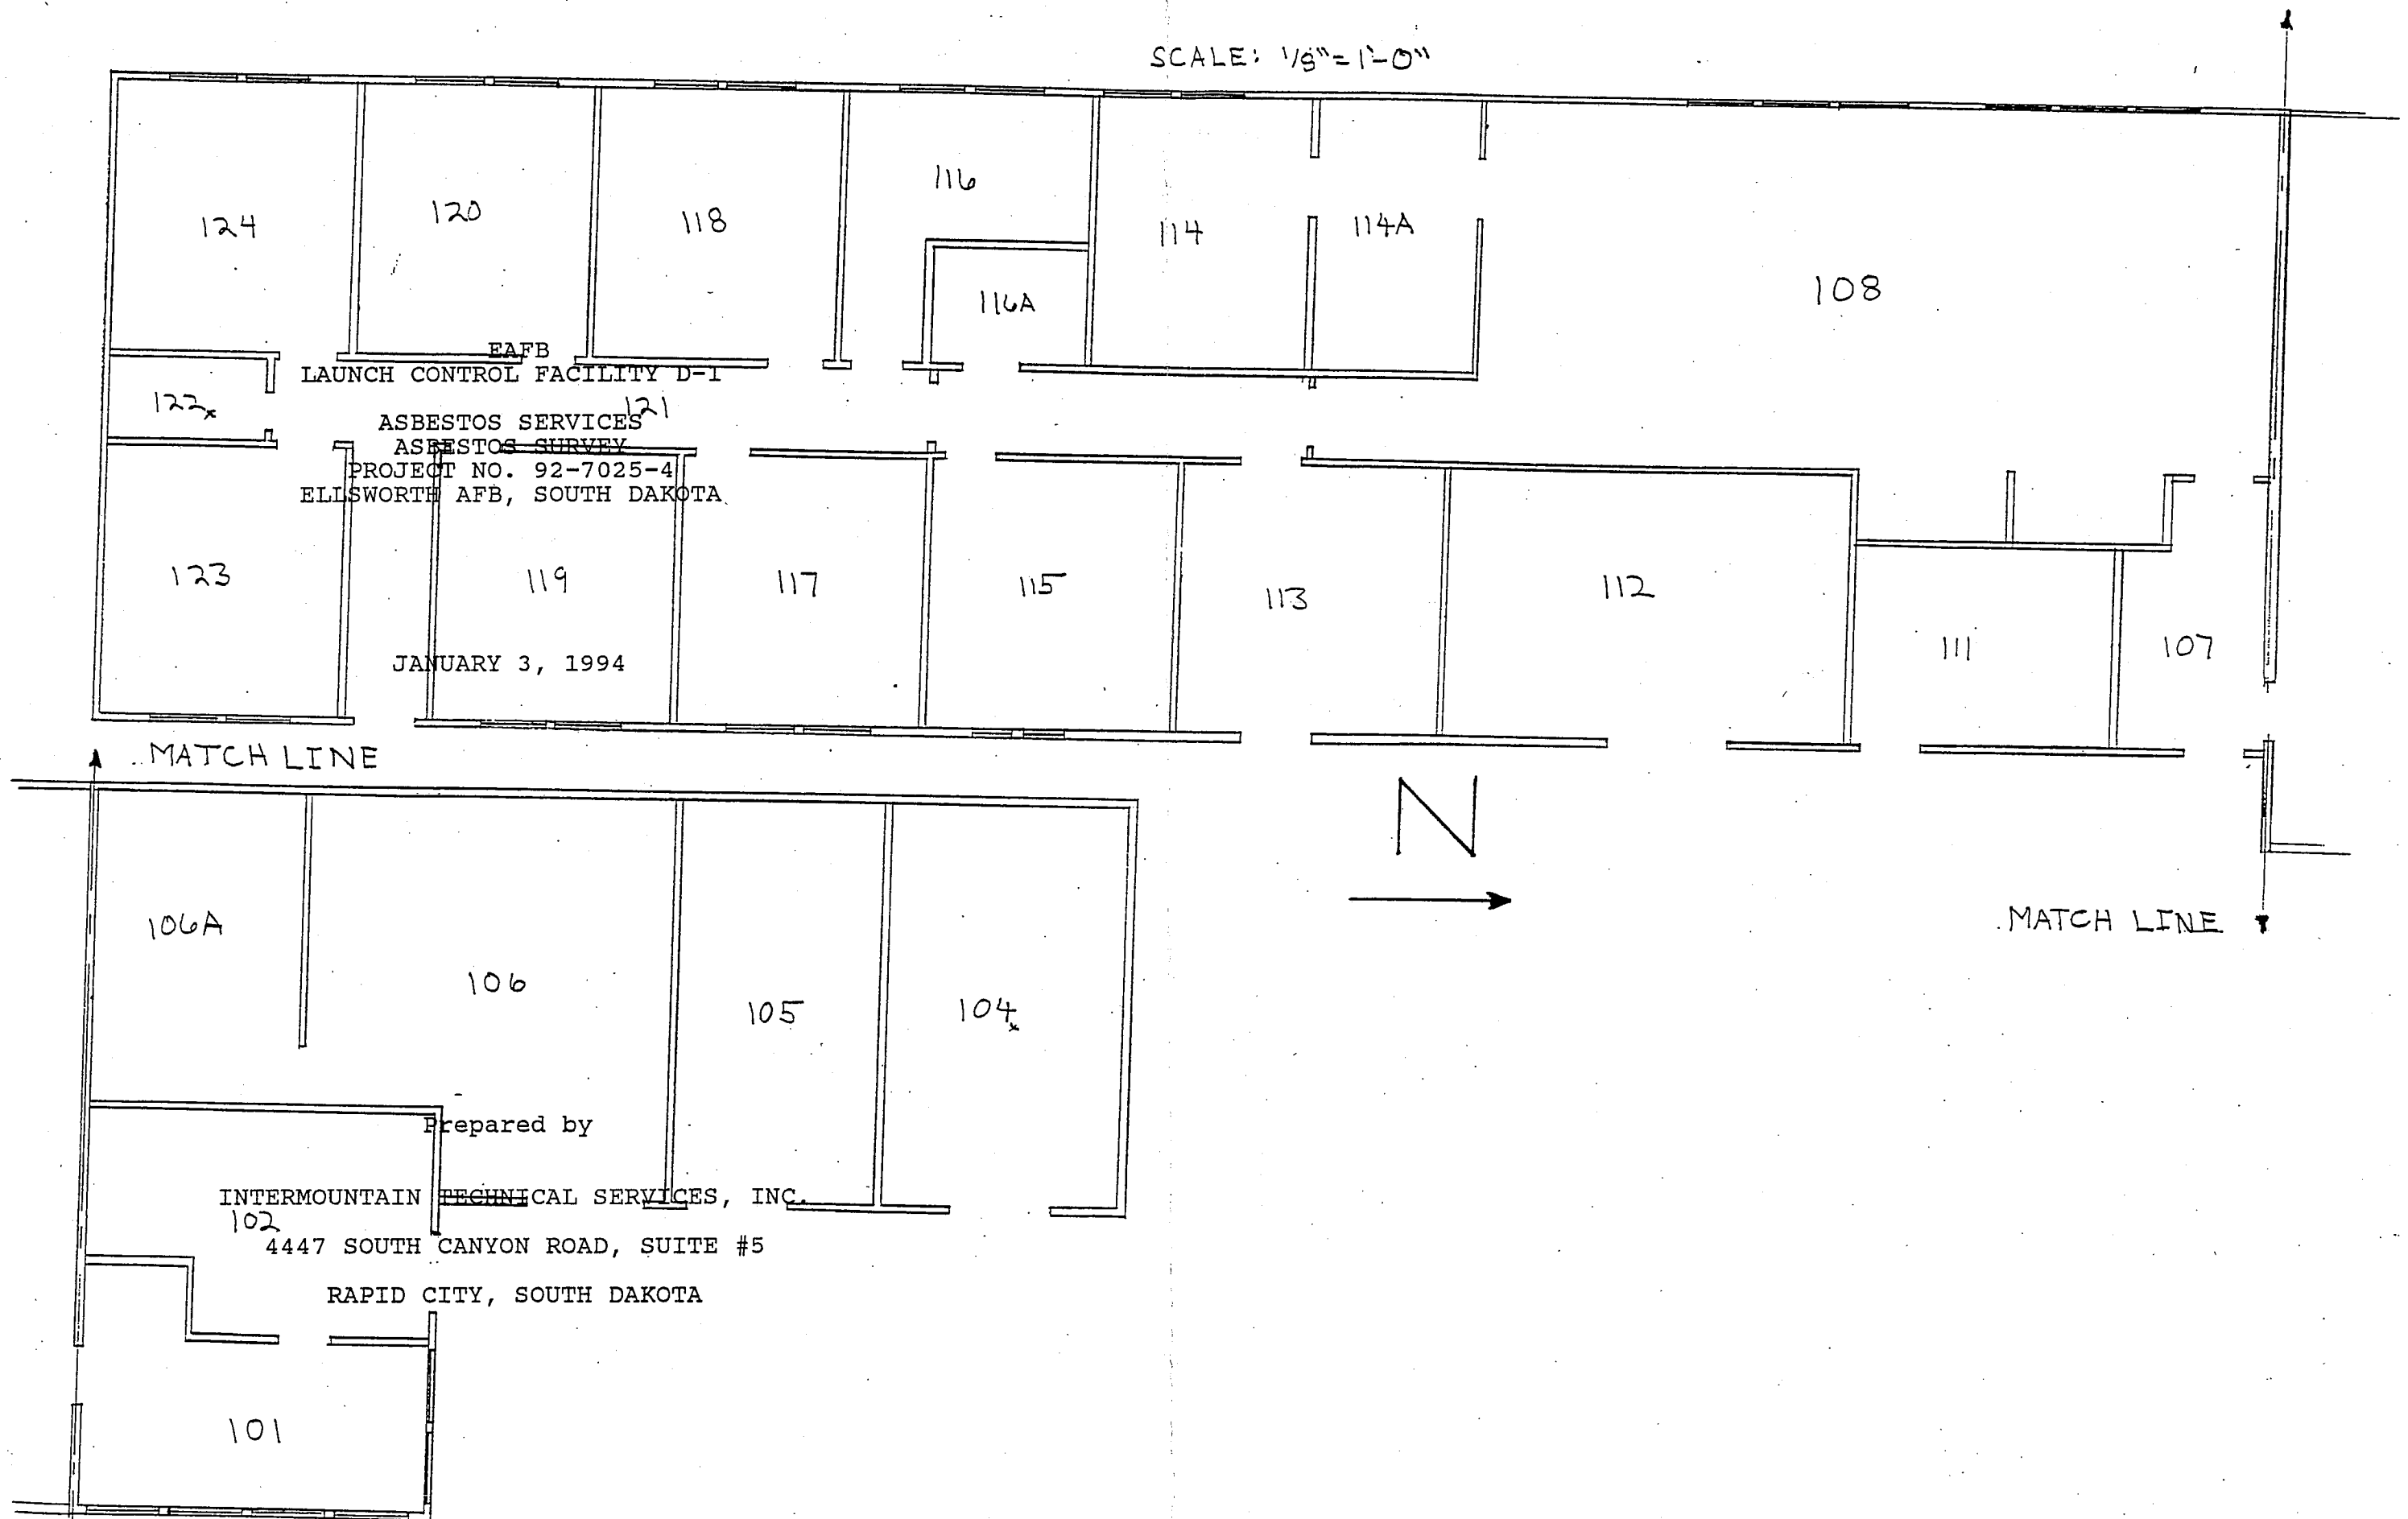 SCALE: 1/8"=1'-0"
124
120
118
116
116A
114
114A
108
EAFB
LAUNCH CONTROL FACILITY D-1
122x
121
ASBESTOS SERVICES
ASBESTOS SURVEY
PROJECT NO. 92-7025-4
ELLSWORTH AFB, SOUTH DAKOTA
123
119
117
115
113
112
111
107
JANUARY 3, 1994
MATCH LINE
N
MATCH LINE
106A
106
105
104x
Prepared by
INTERMOUNTAIN TECHNICAL SERVICES, INC.
102
4447 SOUTH CANYON ROAD, SUITE #5
RAPID CITY, SOUTH DAKOTA
101